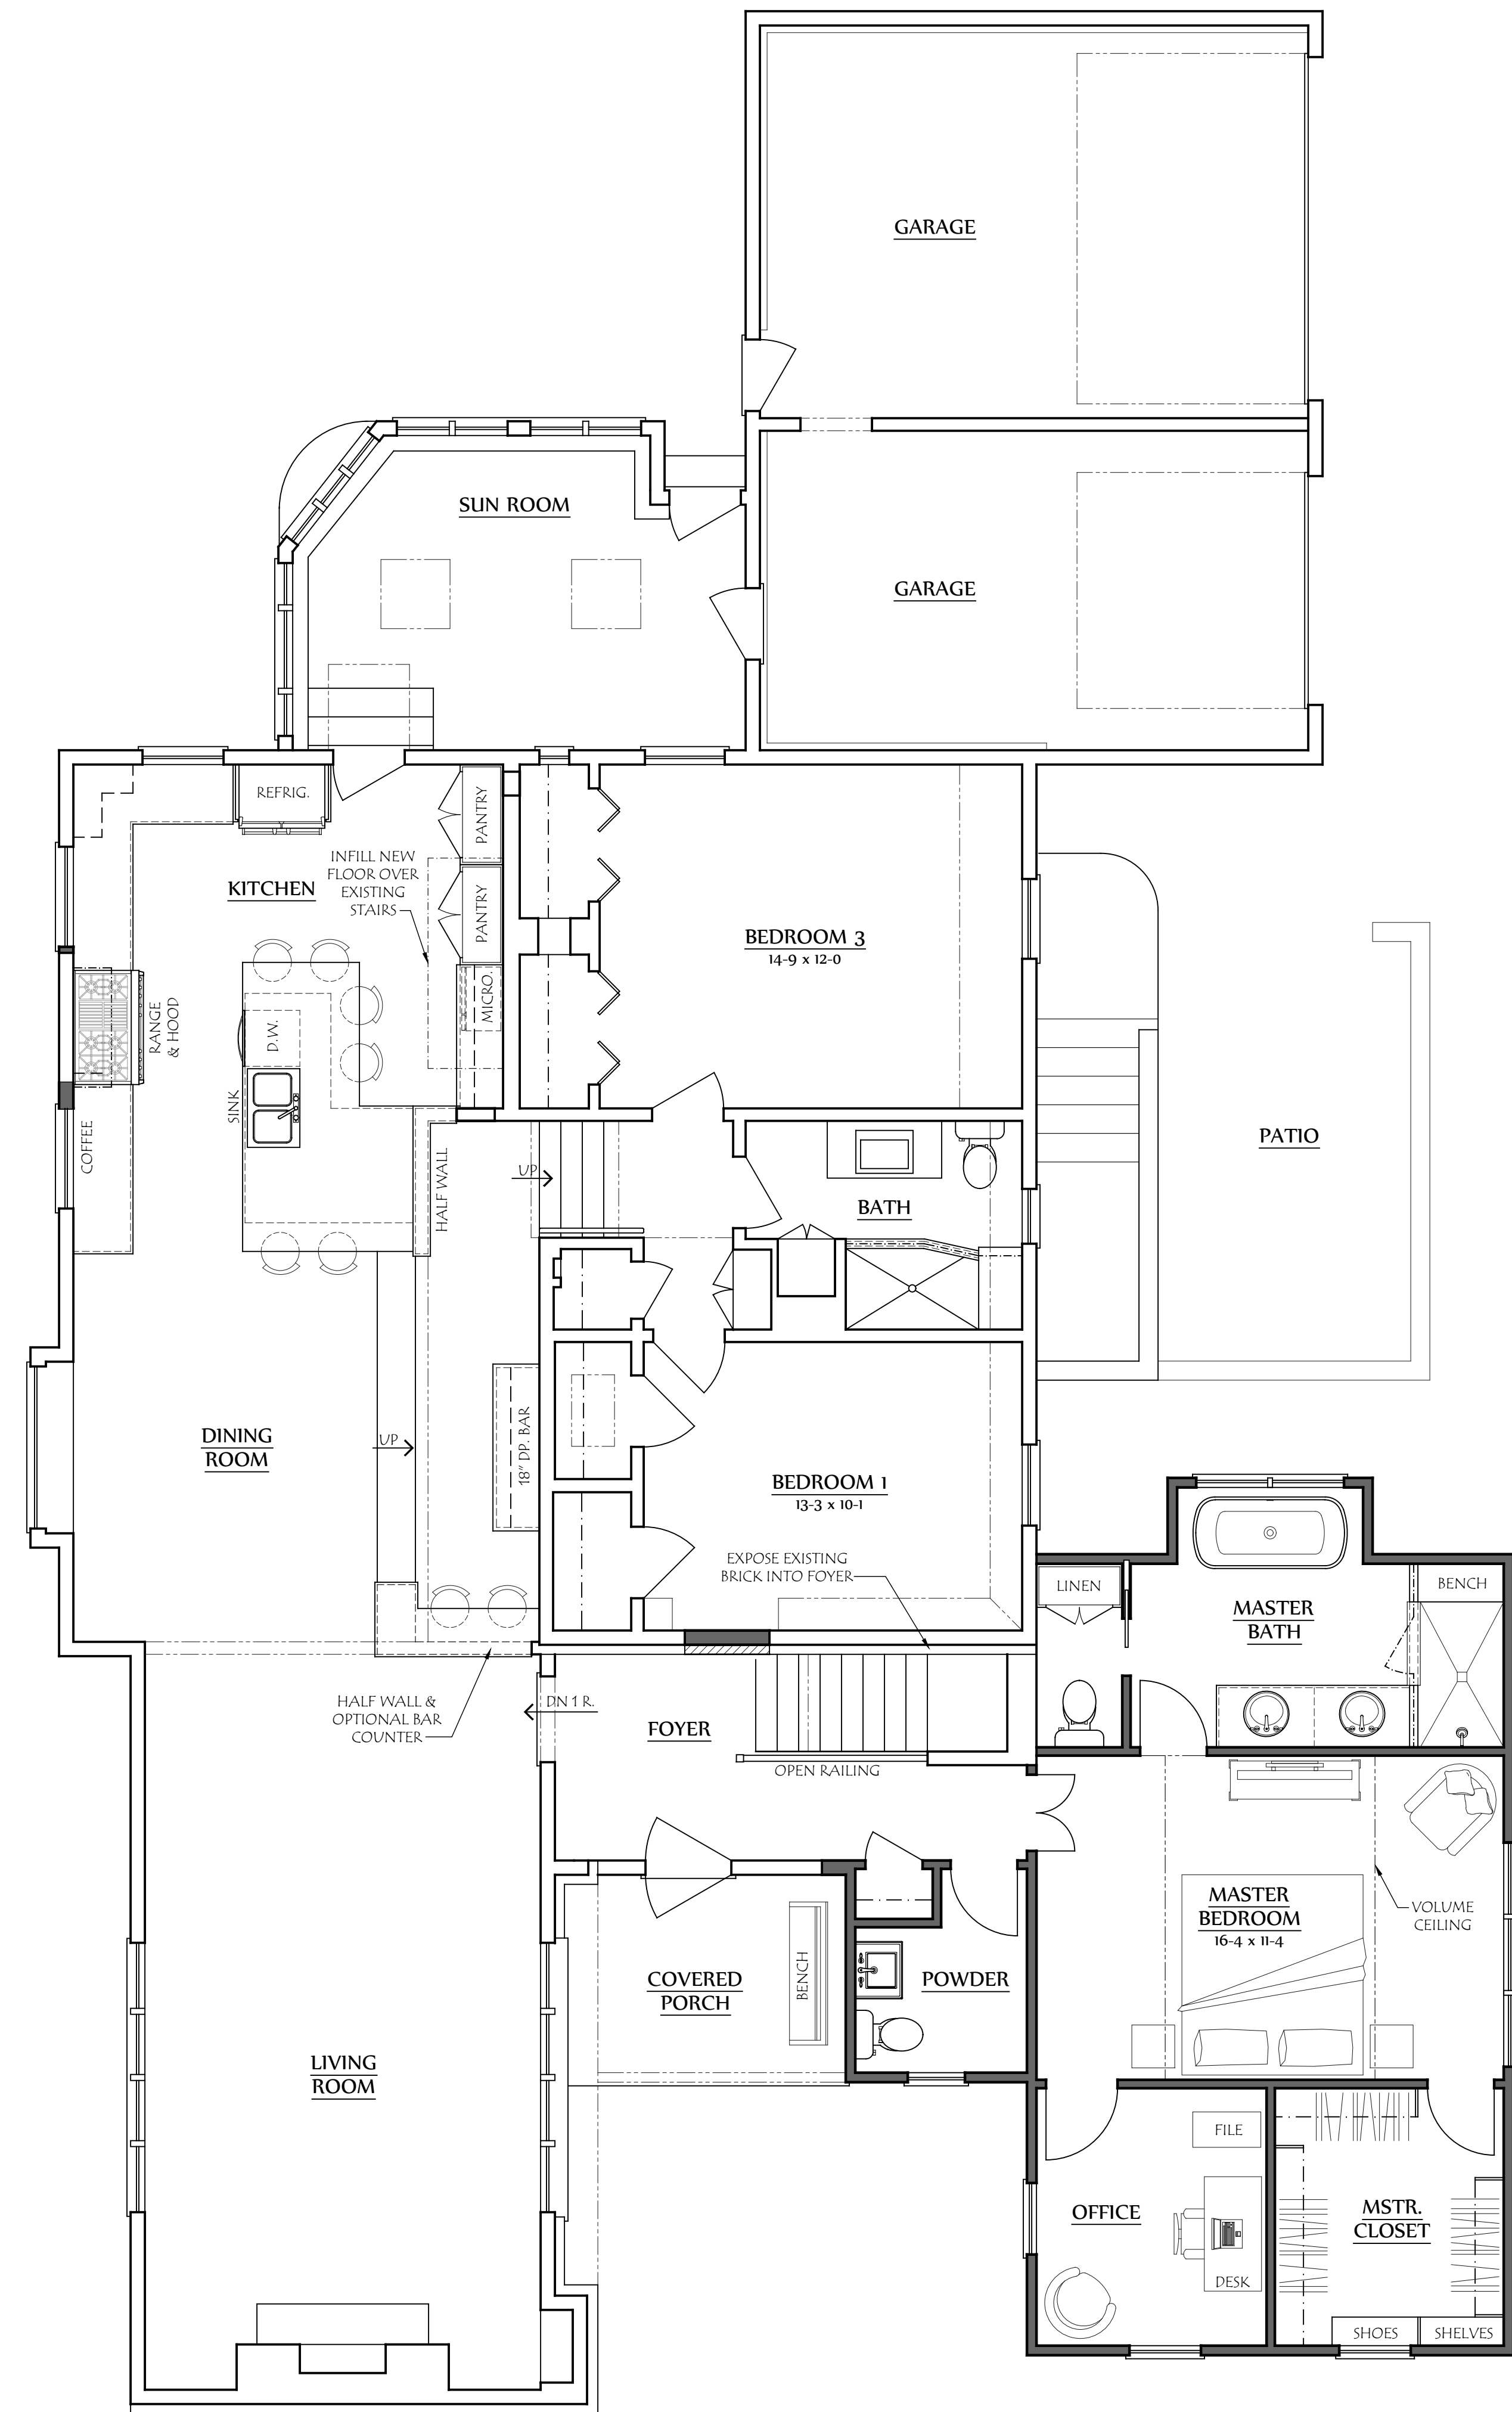 GARAGE
SUN ROOM
GARAGE
REFRIG.
PANTRY
INFILL NEW
FLOOR OVER
EXISTING
STAIRS
KITCHEN
PANTRY
BEDROOM 3
14-9 x 12-0
MICRO.
RANGE
& HOOD
D.W.
SINK
COFFEE
HALF WALL
UP
BATH
PATIO
DINING
ROOM
UP
18" DP. BAR
BEDROOM 1
13-3 x 10-1
EXPOSE EXISTING
BRICK INTO FOYER
LINEN
MASTER
BATH
BENCH
HALF WALL &
OPTIONAL BAR
COUNTER
DN 1 R.
FOYER
OPEN RAILING
MASTER
BEDROOM
16-4 x 11-4
VOLUME
CEILING
COVERED
PORCH
BENCH
POWDER
LIVING
ROOM
FILE
OFFICE
DESK
MSTR.
CLOSET
SHOES
SHELVES